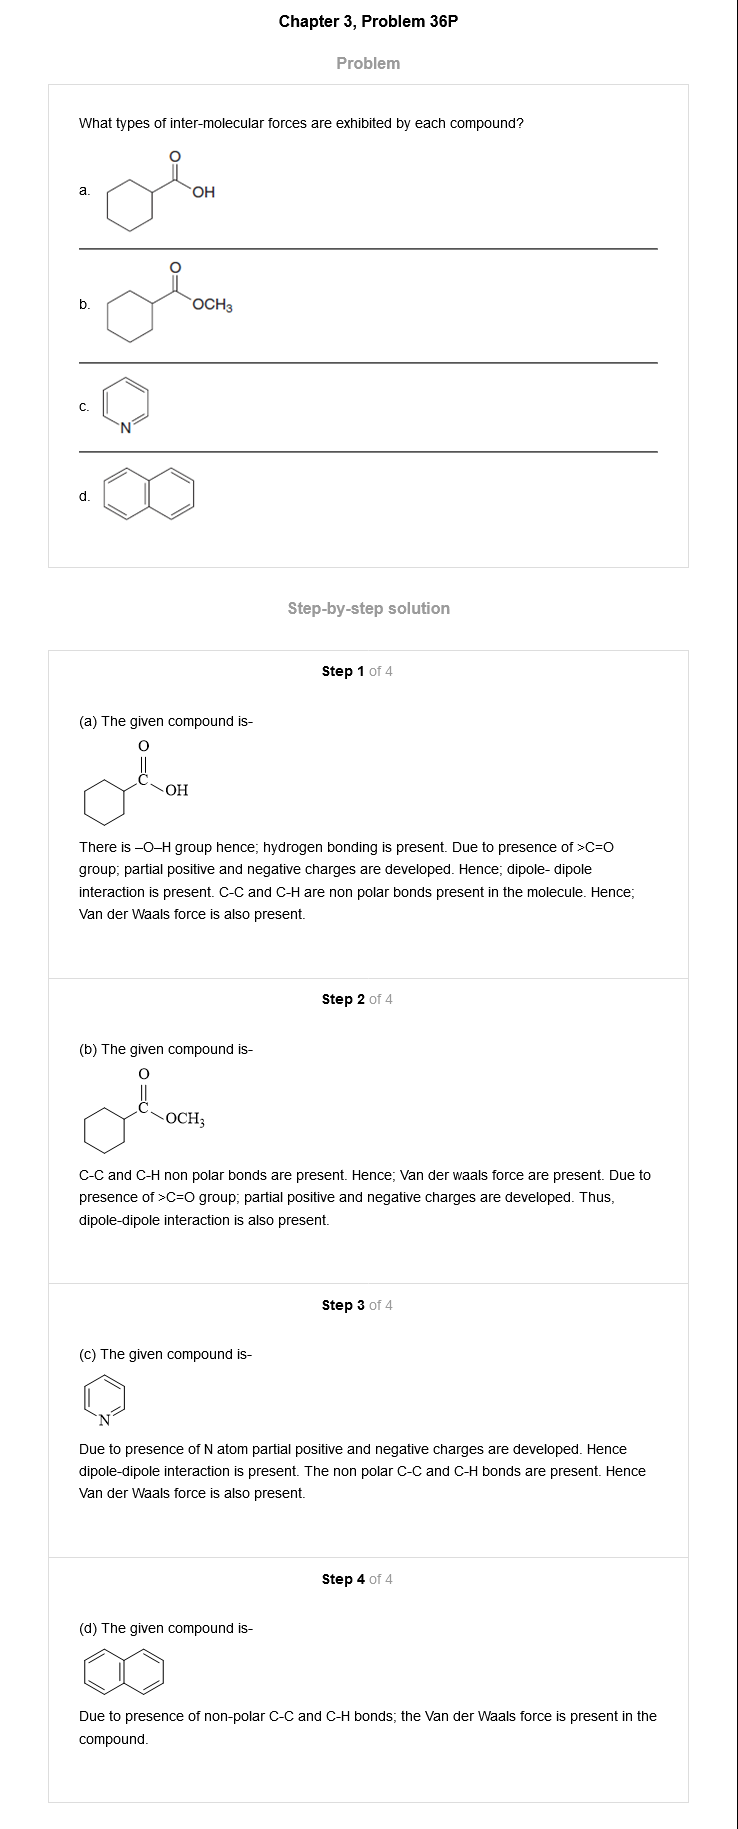 Chapter 3, Problem 36P
Problem
What types of inter-molecular forces are exhibited by each compound?
a.
O
OH
b.
O
OCH3
c.
N
d.
Step-by-step solution
Step 1 of 4
(a) The given compound is-
O
C
OH
There is –O–H group hence; hydrogen bonding is present. Due to presence of >C=O
group; partial positive and negative charges are developed. Hence; dipole- dipole
interaction is present. C-C and C-H are non polar bonds present in the molecule. Hence;
Van der Waals force is also present.
Step 2 of 4
(b) The given compound is-
O
C
OCH3
C-C and C-H non polar bonds are present. Hence; Van der waals force are present. Due to
presence of >C=O group; partial positive and negative charges are developed. Thus,
dipole-dipole interaction is also present.
Step 3 of 4
(c) The given compound is-
N
Due to presence of N atom partial positive and negative charges are developed. Hence
dipole-dipole interaction is present. The non polar C-C and C-H bonds are present. Hence
Van der Waals force is also present.
Step 4 of 4
(d) The given compound is-
Due to presence of non-polar C-C and C-H bonds; the Van der Waals force is present in the
compound.